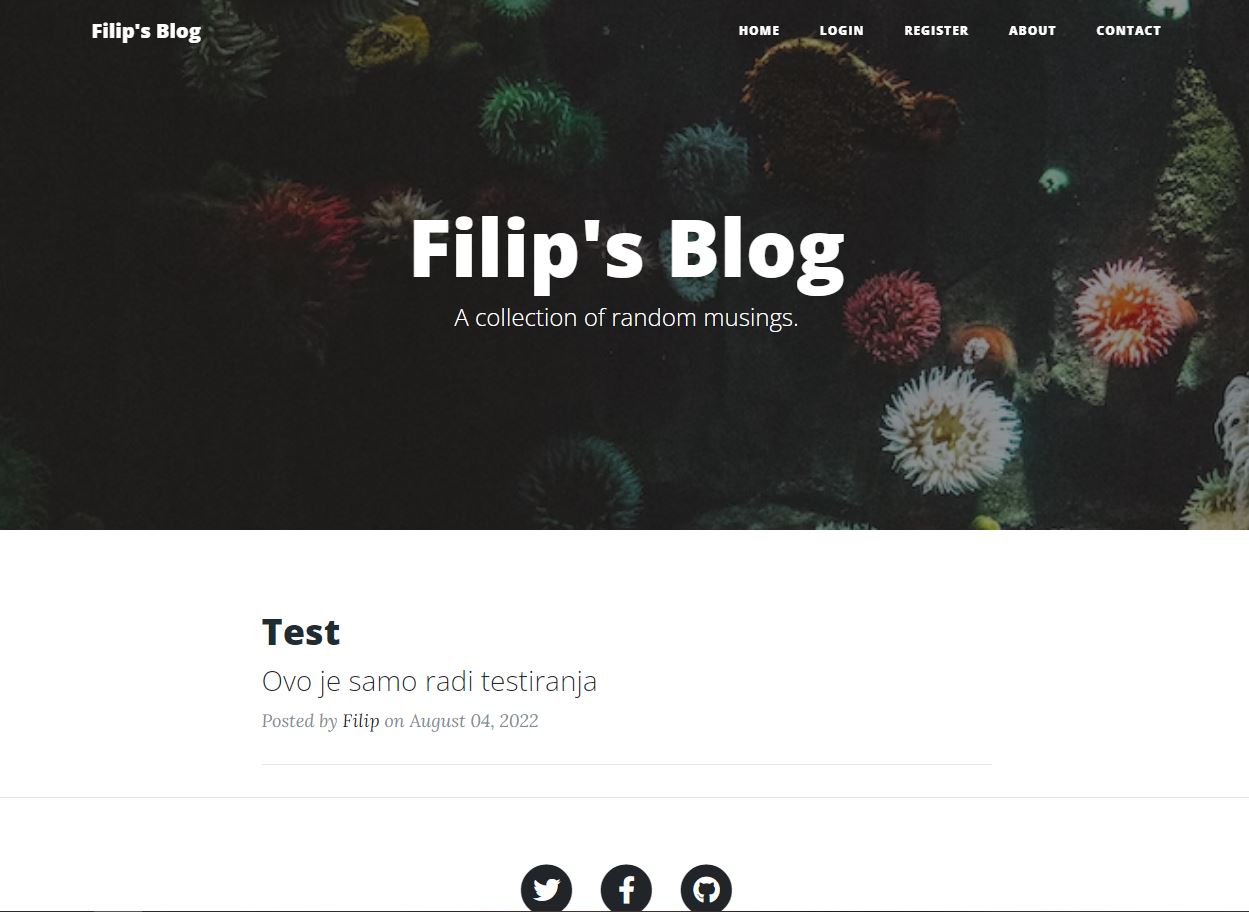 Filip's Blog
HOME LOGIN REGISTER ABOUT CONTACT
Filip's Blog
A collection of random musings.
Test
Ovo je samo radi testiranja
Posted by Filip on August 04, 2022